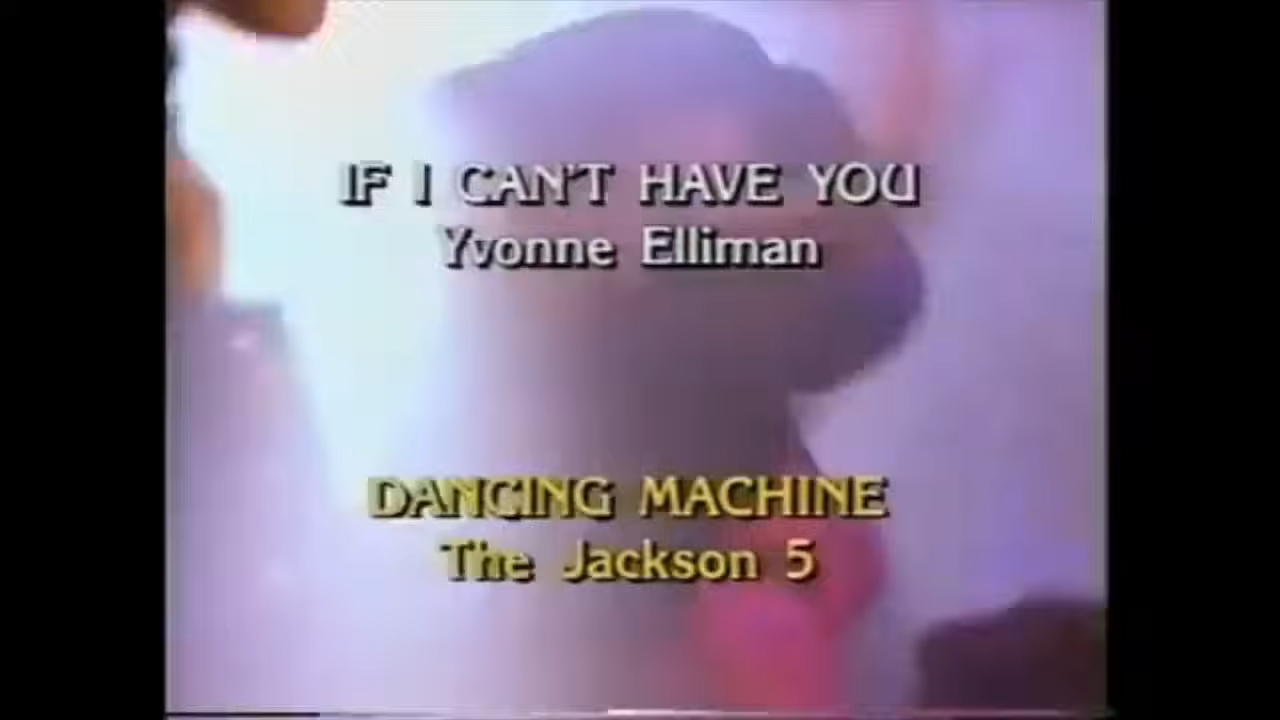 IF I CAN'T HAVE YOU
Yvonne Elliman
DANCING MACHINE
The Jackson 5